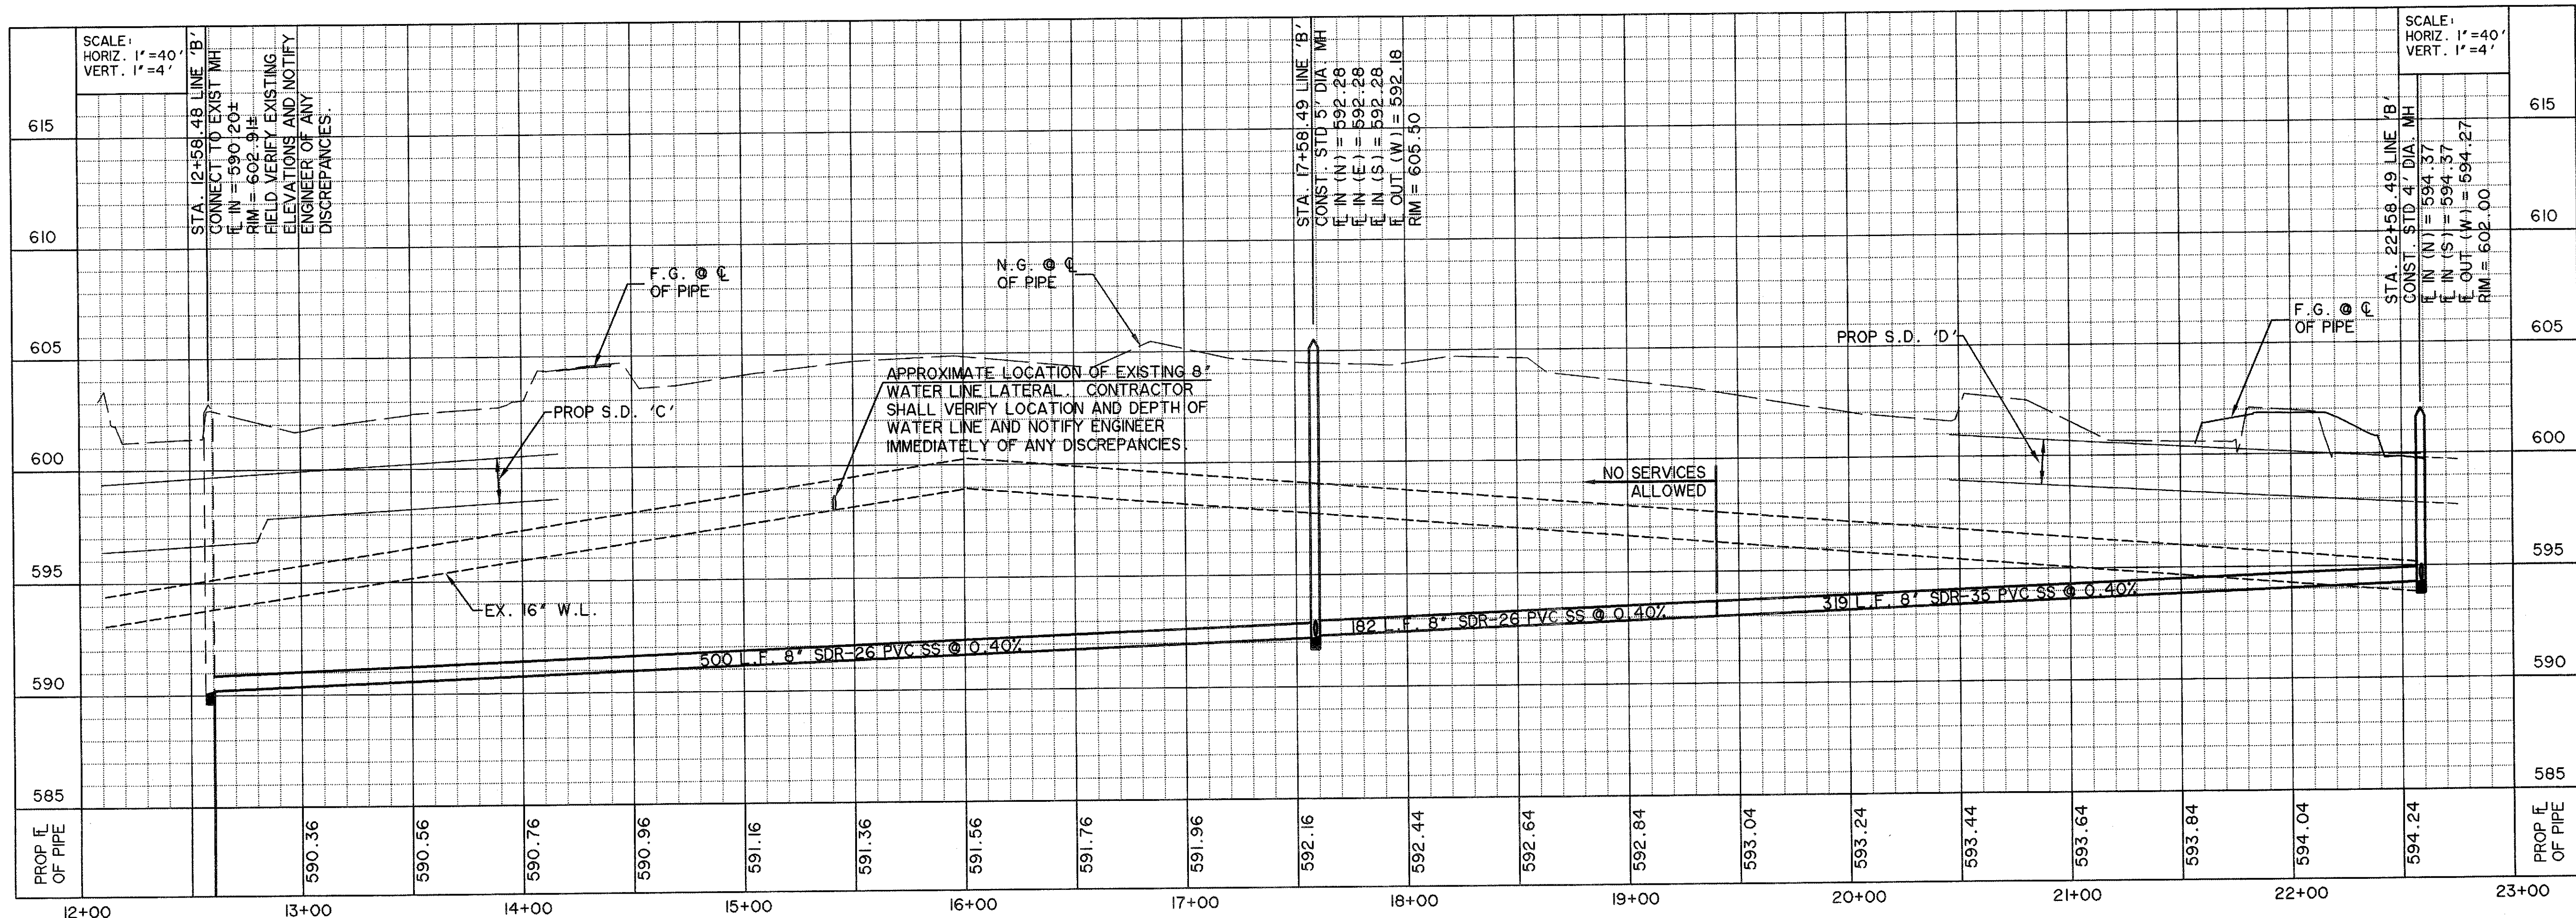 SCALE:
HORIZ. 1"=40'
VERT. 1"=4'
STA. 12+58.48 LINE 'B'
CONNECT TO EXIST MH
FL IN = 590.20±
RIM = 602.91±
FIELD VERIFY EXISTING
ELEVATIONS AND NOTIFY
ENGINEER OF ANY
DISCREPANCIES.
STA. 17+58.49 LINE 'B'
CONST. STD 5' DIA. MH
FL IN (N) = 592.28
FL IN (E) = 592.28
FL IN (S) = 592.28
FL OUT (W) = 592.18
RIM = 605.50
SCALE:
HORIZ. 1"=40'
VERT. 1"=4'
STA. 22+58.49 LINE 'B'
CONST. STD 4' DIA. MH
FL IN (N) = 594.37
FL IN (S) = 594.37
FL OUT (W) = 594.27
RIM = 602.00
615
610
605
600
595
590
585
615
610
605
600
595
590
585
F.G. @ ℄
OF PIPE
N.G. @ ℄
OF PIPE
F.G. @ ℄
OF PIPE
PROP S.D. 'D'
PROP S.D. 'C'
APPROXIMATE LOCATION OF EXISTING 8"
WATER LINE LATERAL. CONTRACTOR
SHALL VERIFY LOCATION AND DEPTH OF
WATER LINE AND NOTIFY ENGINEER
IMMEDIATELY OF ANY DISCREPANCIES.
NO SERVICES
ALLOWED
EX. 16" W.L.
500 L.F. 8" SDR-26 PVC SS @ 0.40%
182 L.F. 8" SDR-26 PVC SS @ 0.40%
319 L.F. 8" SDR-35 PVC SS @ 0.40%
PROP FL
OF PIPE
590.36
590.56
590.76
590.96
591.16
591.36
591.56
591.76
591.96
592.16
592.44
592.64
592.84
593.04
593.24
593.44
593.64
593.84
594.04
594.24
PROP FL
OF PIPE
12+00
13+00
14+00
15+00
16+00
17+00
18+00
19+00
20+00
21+00
22+00
23+00